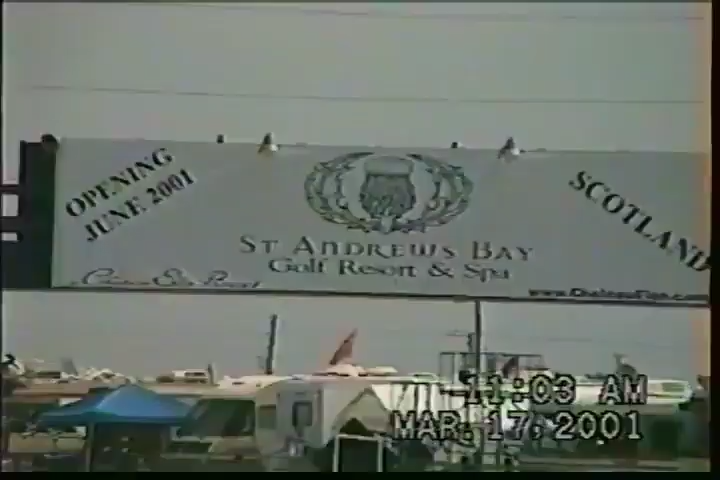 OPENING
JUNE 2001
SCOTLAND
ST ANDREWS BAY
Golf Resort & Spa
11:03 AM
MAR. 17. 2001